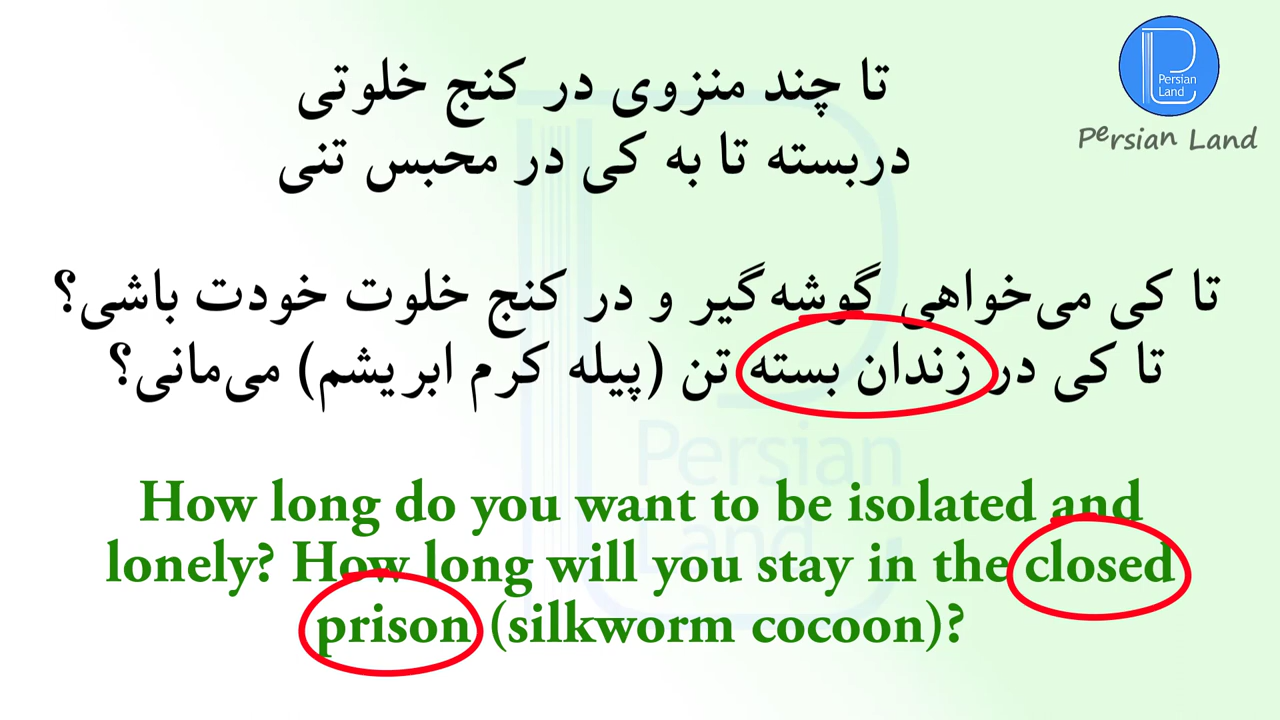 Persian
Land
Persian Land
تا چند منزوی در کنج خلوتی
دربسته تا به کی در محبس تنی
تا کی می‌خواهی گوشه‌گیر و در کنج خلوت خودت باشی؟
تا کی در زندان بسته تن (پیله کرم ابریشم) می‌مانی؟
Persian
Land
How long do you want to be isolated and
lonely? How long will you stay in the closed
prison (silkworm cocoon)?